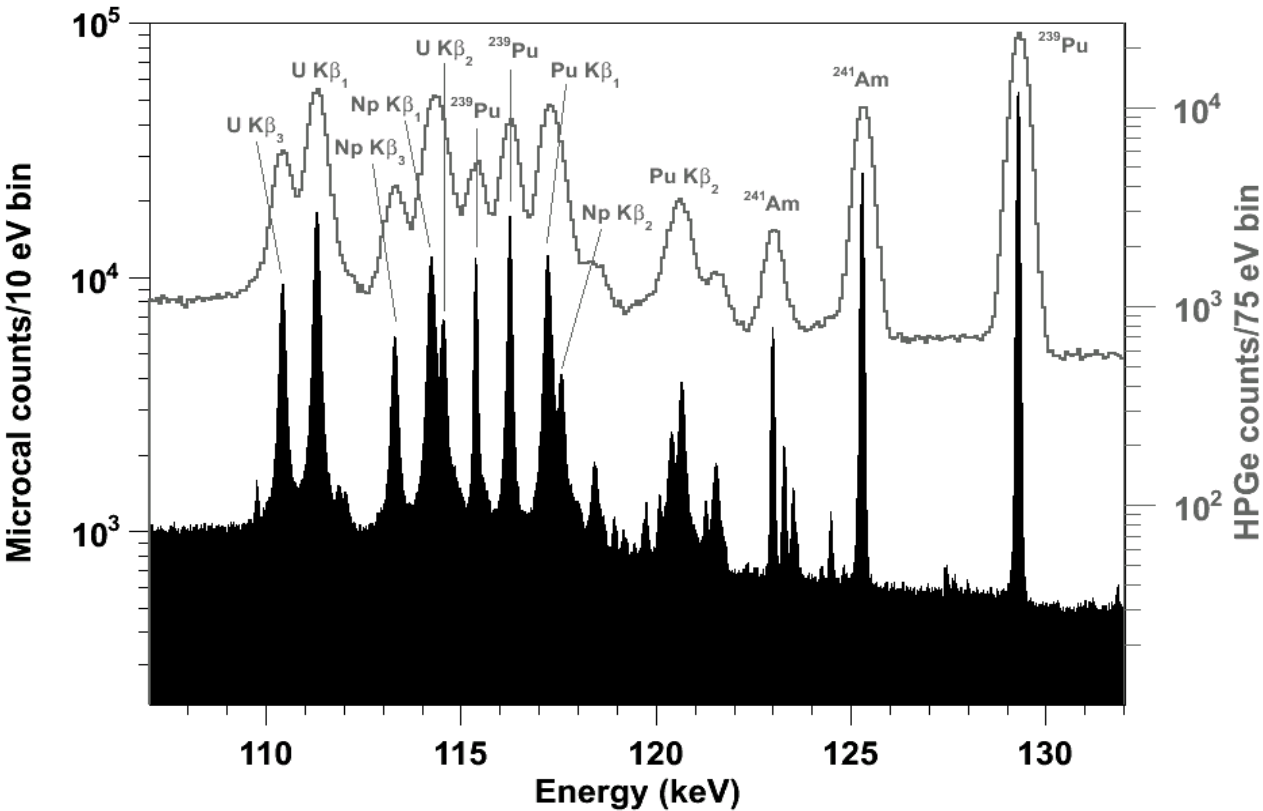 10⁵
10⁴
10³
Microcal counts/10 eV bin
U Kβ₃
U Kβ₁
Np Kβ₃
Np Kβ₁
U Kβ₂
²³⁹Pu
²³⁹Pu
Pu Kβ₁
Np Kβ₂
Pu Kβ₂
²⁴¹Am
²⁴¹Am
²³⁹Pu
10⁴
10³
10²
HPGe counts/75 eV bin
110 115 120 125 130
Energy (keV)